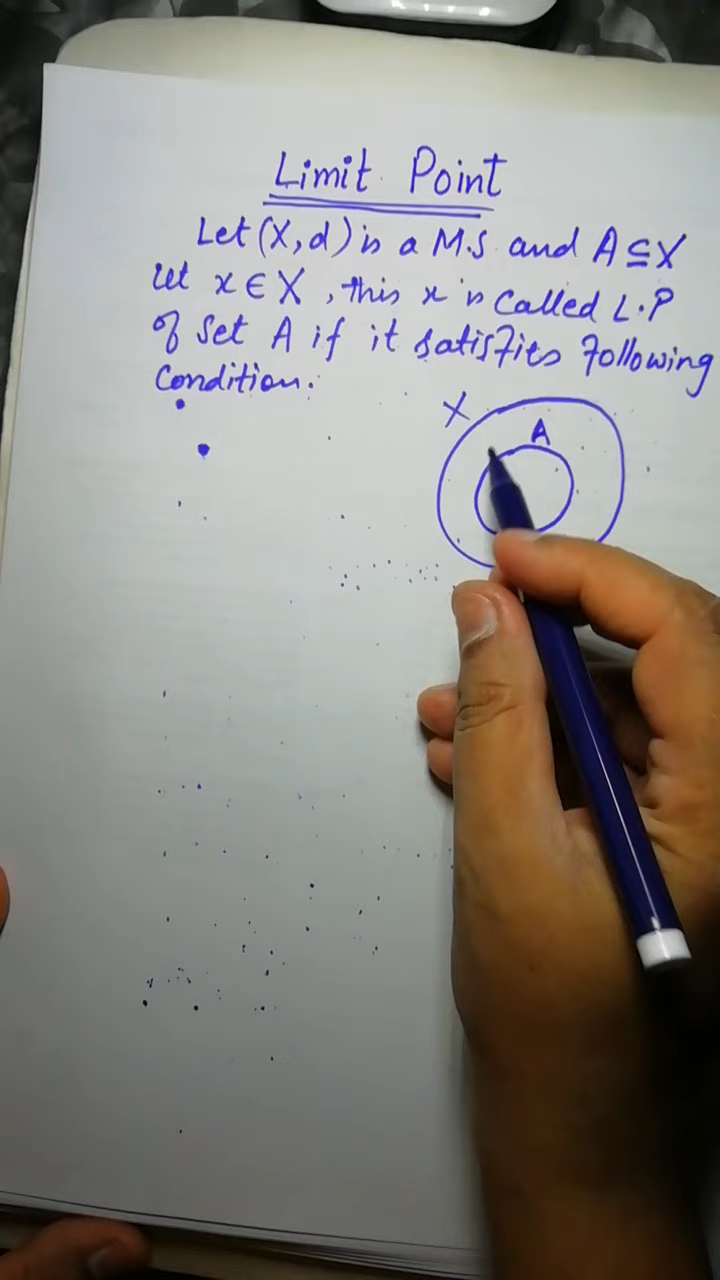 Limit Point
Let (X,d) is a M.S and A ⊆ X
Let x ∈ X, this x is called L.P
of set A if it satisfies following
Condition.
X
A